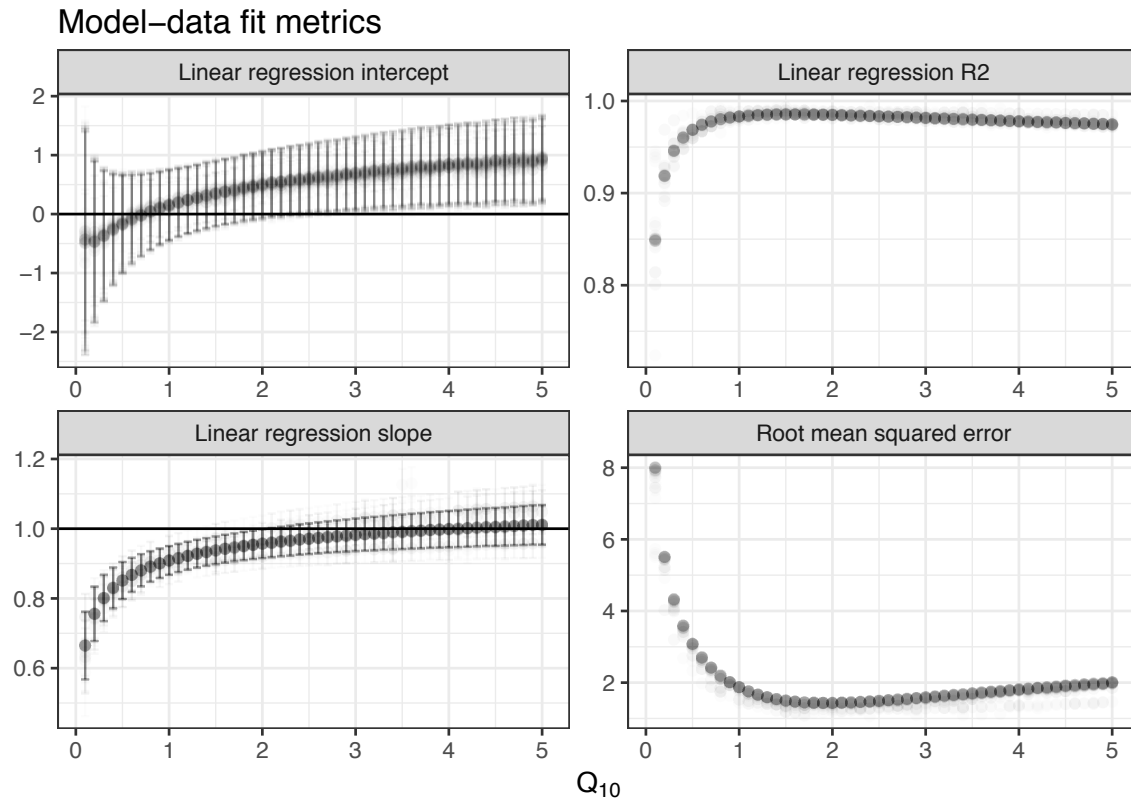 Model−data fit metrics
Linear regression intercept
2
1
0
−1
−2
0 1 2 3 4 5
Linear regression R2
1.0
0.9
0.8
0 1 2 3 4 5
Linear regression slope
1.2
1.0
0.8
0.6
0 1 2 3 4 5
Root mean squared error
8
6
4
2
0 1 2 3 4 5
Q₁₀